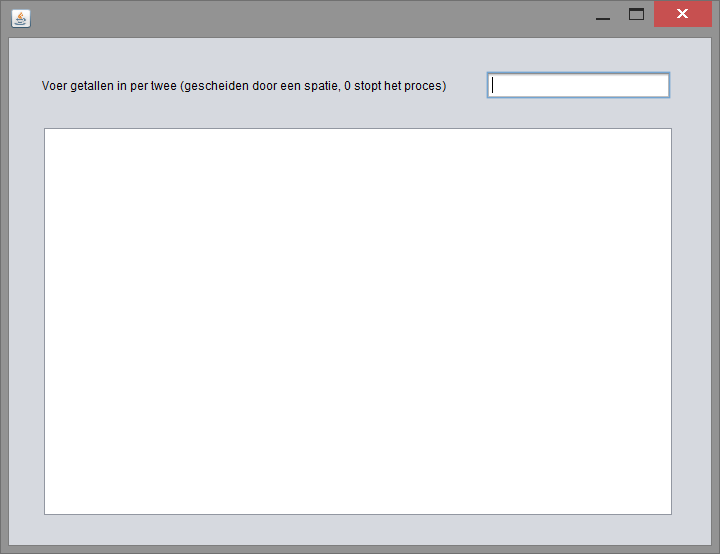 Voer getallen in per twee (gescheiden door een spatie, 0 stopt het proces)